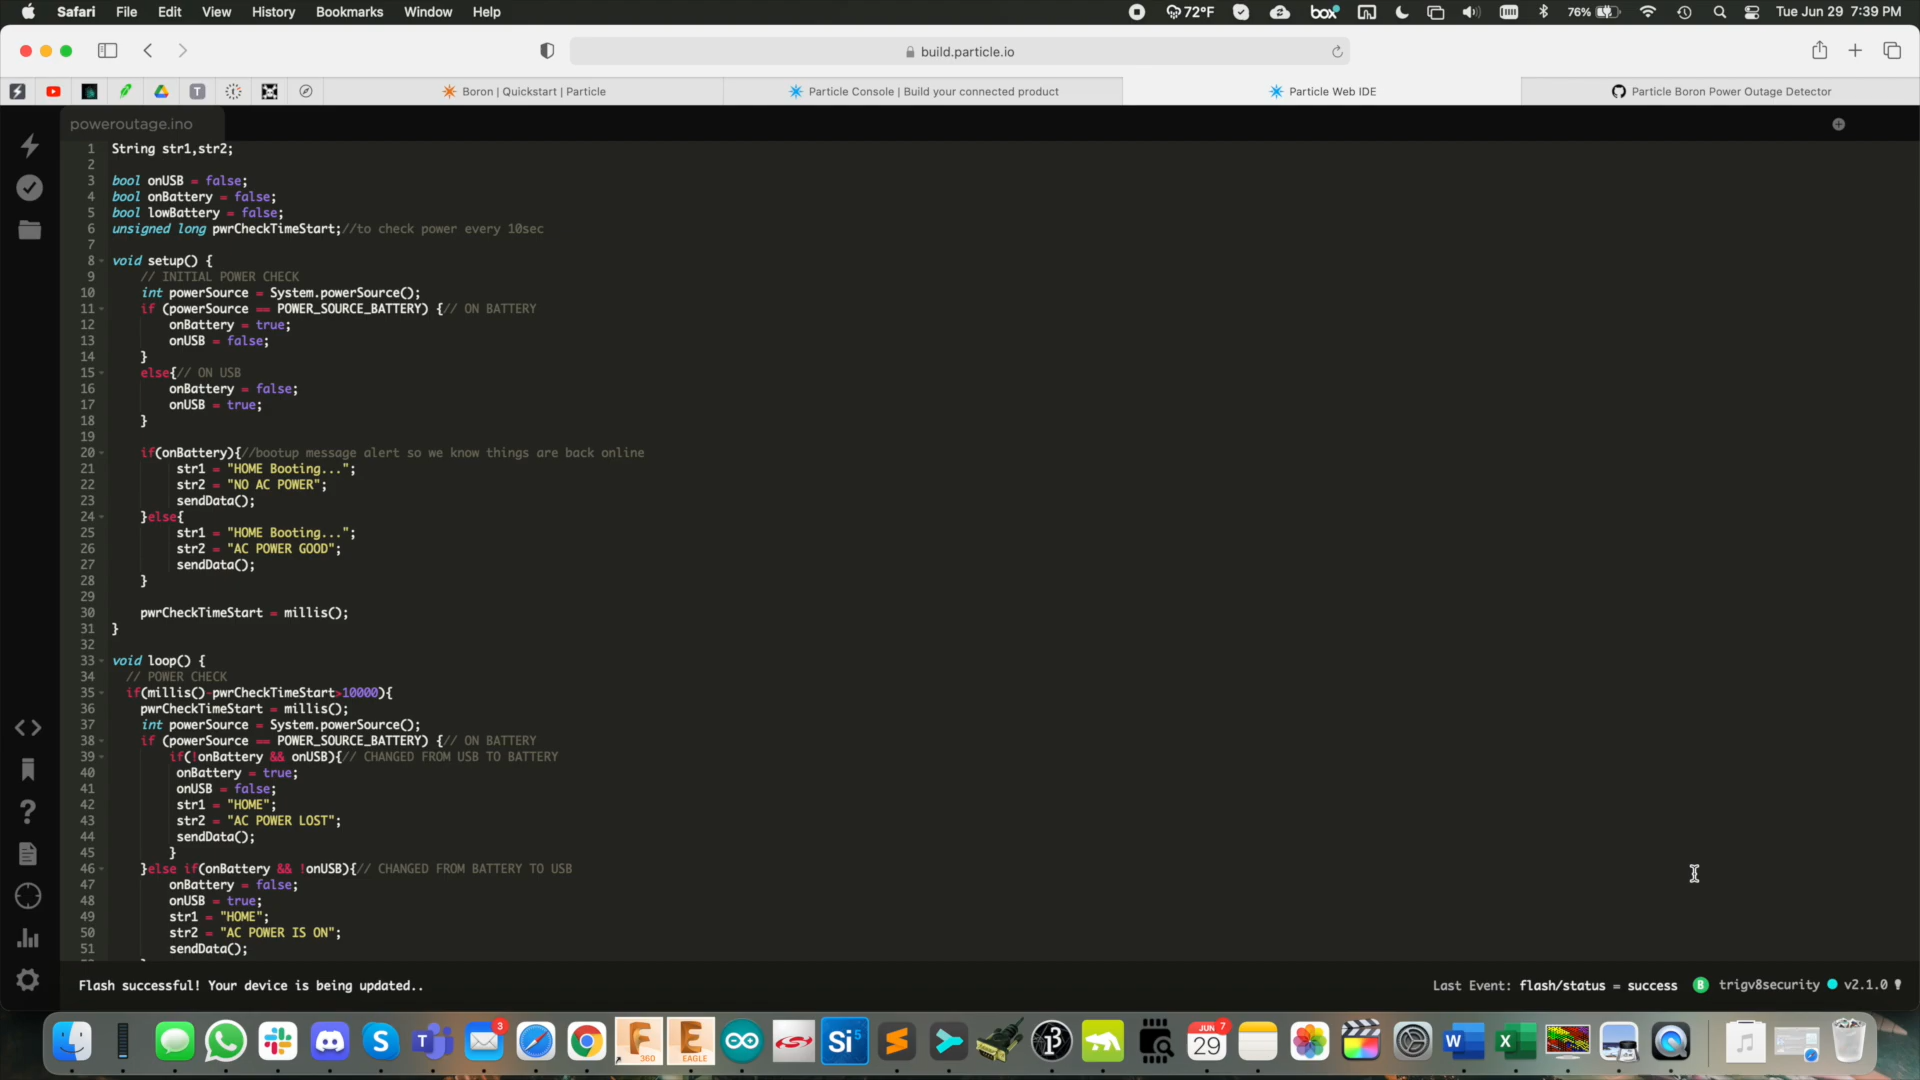 Safari File Edit View History Bookmarks Window Help 72°F box 76% Tue Jun 29 7:39 PM
build.particle.io
T Boron | Quickstart | Particle Particle Console | Build your connected product Particle Web IDE Particle Boron Power Outage Detector
poweroutage.ino
1 String str1,str2;
2
3 bool onUSB = false;
4 bool onBattery = false;
5 bool lowBattery = false;
6 unsigned long pwrCheckTimeStart;//to check power every 10sec
7
8 void setup() {
9 // INITIAL POWER CHECK
10 int powerSource = System.powerSource();
11 if (powerSource == POWER_SOURCE_BATTERY) {// ON BATTERY
12 onBattery = true;
13 onUSB = false;
14 }
15 else{// ON USB
16 onBattery = false;
17 onUSB = true;
18 }
19
20 if(onBattery){//bootup message alert so we know things are back online
21 str1 = "HOME Booting...";
22 str2 = "NO AC POWER";
23 sendData();
24 }else{
25 str1 = "HOME Booting...";
26 str2 = "AC POWER GOOD";
27 sendData();
28 }
29
30 pwrCheckTimeStart = millis();
31 }
32
33 void loop() {
34 // POWER CHECK
35 if(millis()-pwrCheckTimeStart>10000){
36 pwrCheckTimeStart = millis();
37 int powerSource = System.powerSource();
38 if (powerSource == POWER_SOURCE_BATTERY) {// ON BATTERY
39 if(!onBattery && onUSB){// CHANGED FROM USB TO BATTERY
40 onBattery = true;
41 onUSB = false;
42 str1 = "HOME";
43 str2 = "AC POWER LOST";
44 sendData();
45 }
46 }else if(onBattery && !onUSB){// CHANGED FROM BATTERY TO USB
47 onBattery = false;
48 onUSB = true;
49 str1 = "HOME";
50 str2 = "AC POWER IS ON";
51 sendData();
Flash successful! Your device is being updated.. Last Event: flash/status = success B trigv8security v2.1.0
3 F 360 E EAGLE Si5 JUN 7 29 W X